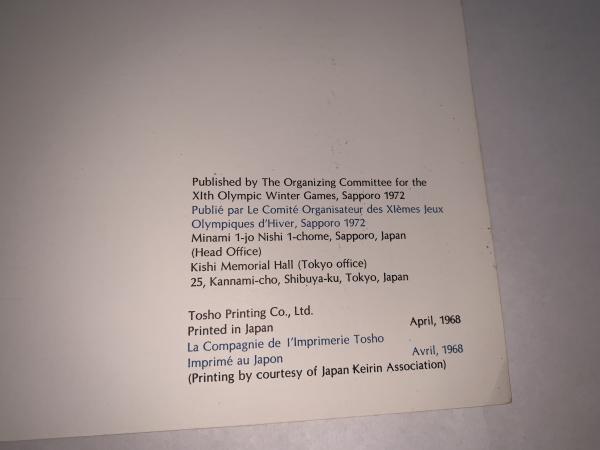 Published by The Organizing Committee for the
XIth Olympic Winter Games, Sapporo 1972
Publié par Le Comité Organisateur des XIèmes Jeux
Olympiques d'Hiver, Sapporo 1972
Minami 1-jo Nishi 1-chome, Sapporo, Japan
(Head Office)
Kishi Memorial Hall (Tokyo office)
25, Kannami-cho, Shibuya-ku, Tokyo, Japan
Tosho Printing Co., Ltd.
Printed in Japan April, 1968
La Compagnie de l'Imprimerie Tosho
Imprimé au Japon Avril, 1968
(Printing by courtesy of Japan Keirin Association)